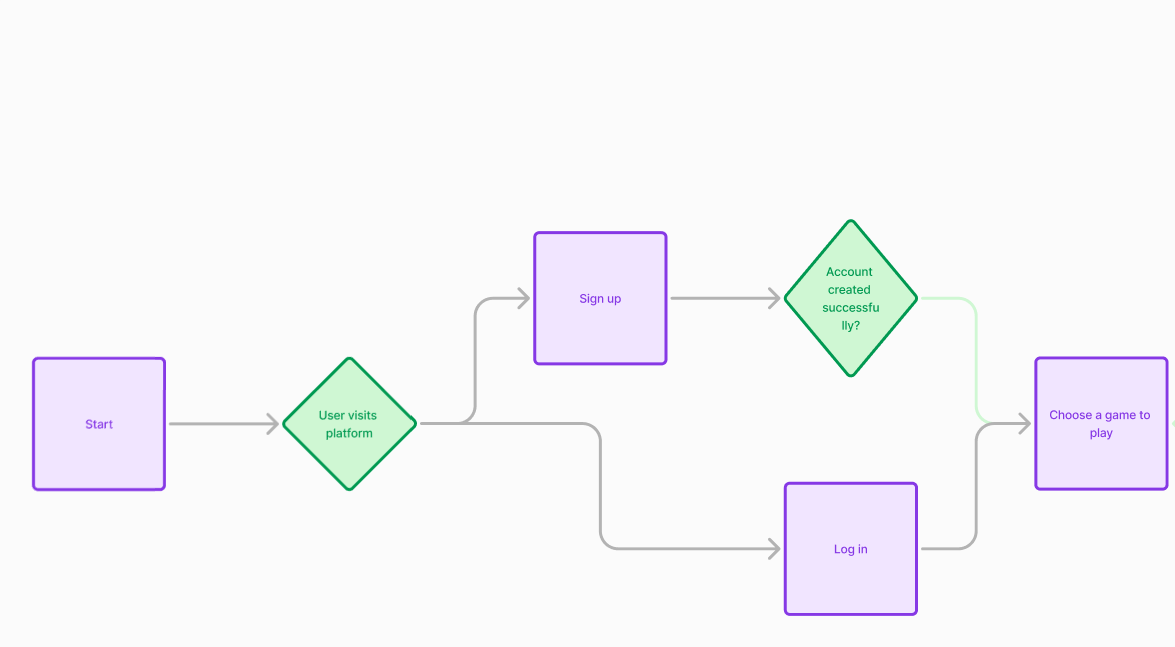 Start
User visits
platform
Sign up
Account
created
successfu
lly?
Log in
Choose a game to
play